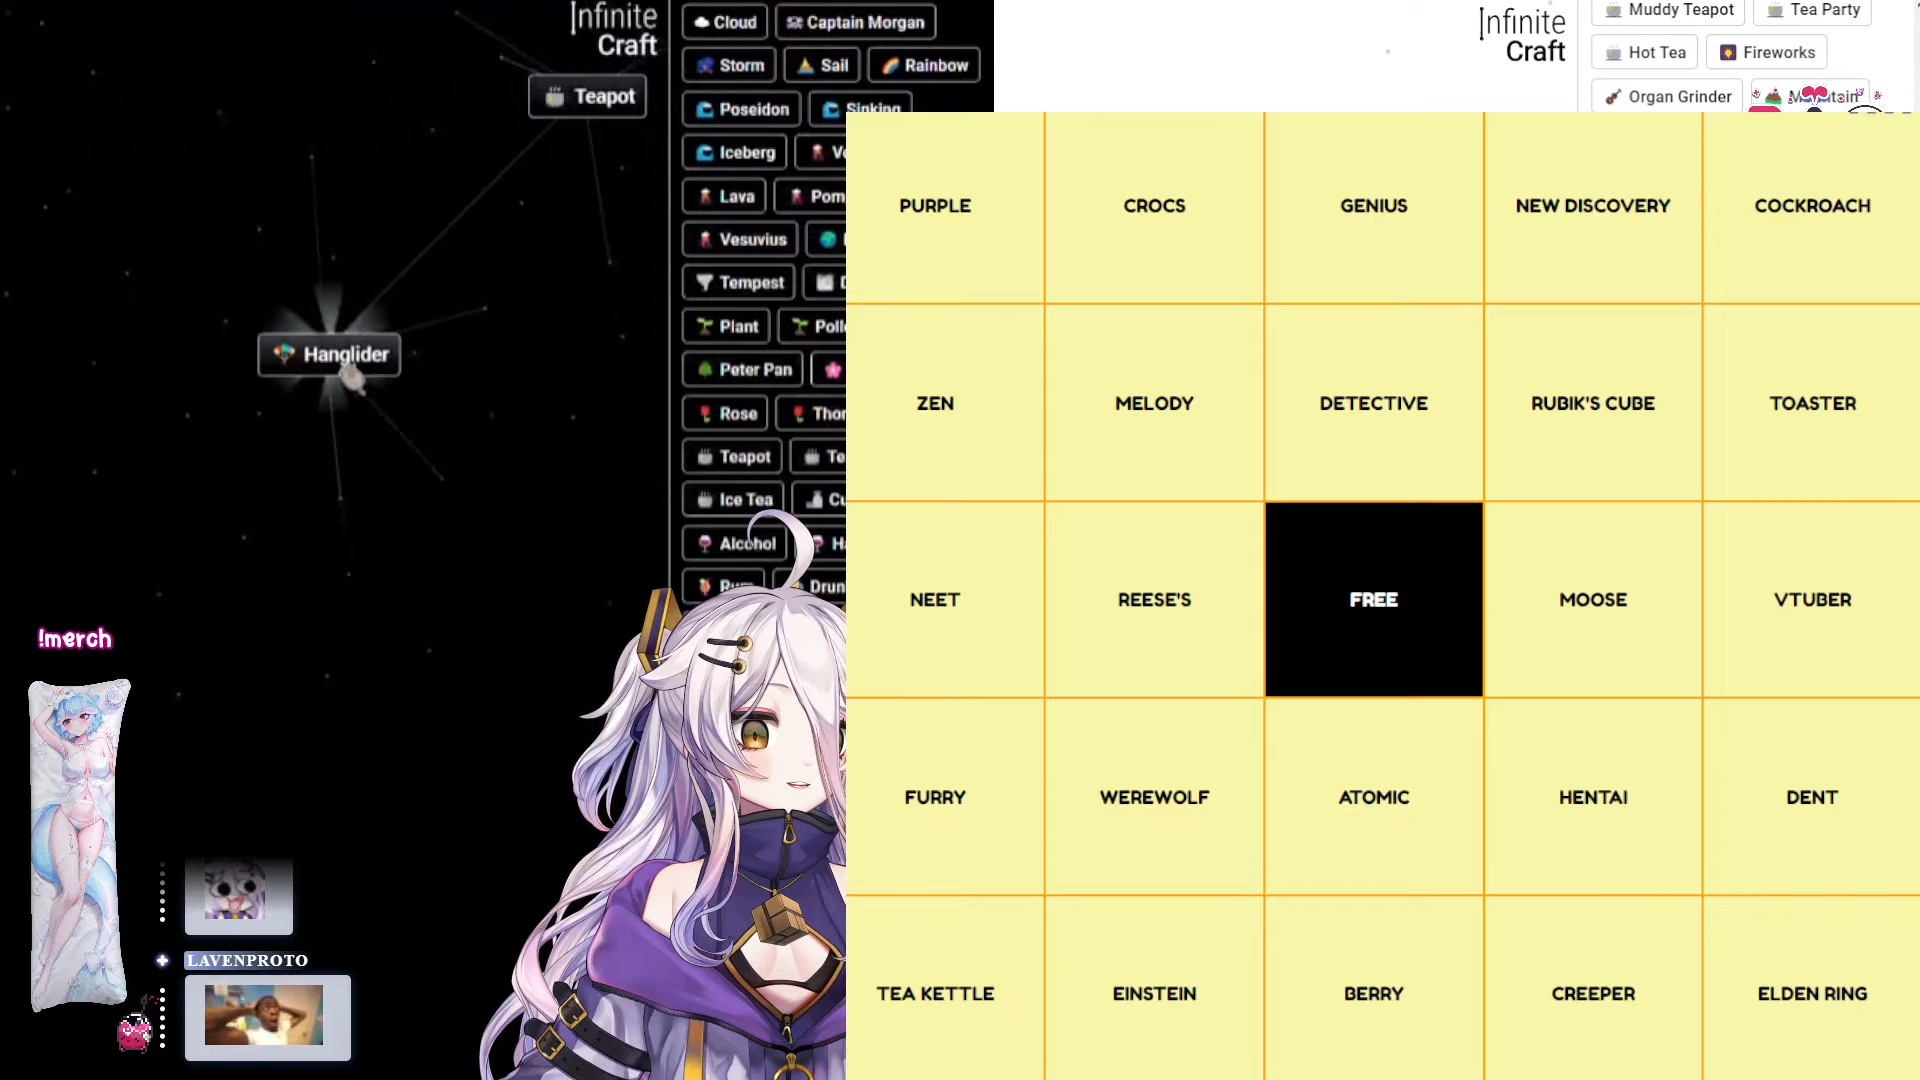 Infinite
Craft
Teapot
Hanglider
Cloud
Captain Morgan
Storm
Sail
Rainbow
Poseidon
Sinking
Iceberg
Lava
Vesuvius
Tempest
Plant
Peter Pan
Rose
Teapot
Ice Tea
Alcohol
Rum
Infinite
Craft
Muddy Teapot
Tea Party
Hot Tea
Fireworks
Organ Grinder
Mountain
PURPLE
CROCS
GENIUS
NEW DISCOVERY
COCKROACH
ZEN
MELODY
DETECTIVE
RUBIK'S CUBE
TOASTER
NEET
REESE'S
FREE
MOOSE
VTUBER
FURRY
WEREWOLF
ATOMIC
HENTAI
DENT
TEA KETTLE
EINSTEIN
BERRY
CREEPER
ELDEN RING
!merch
LAVENPROTO